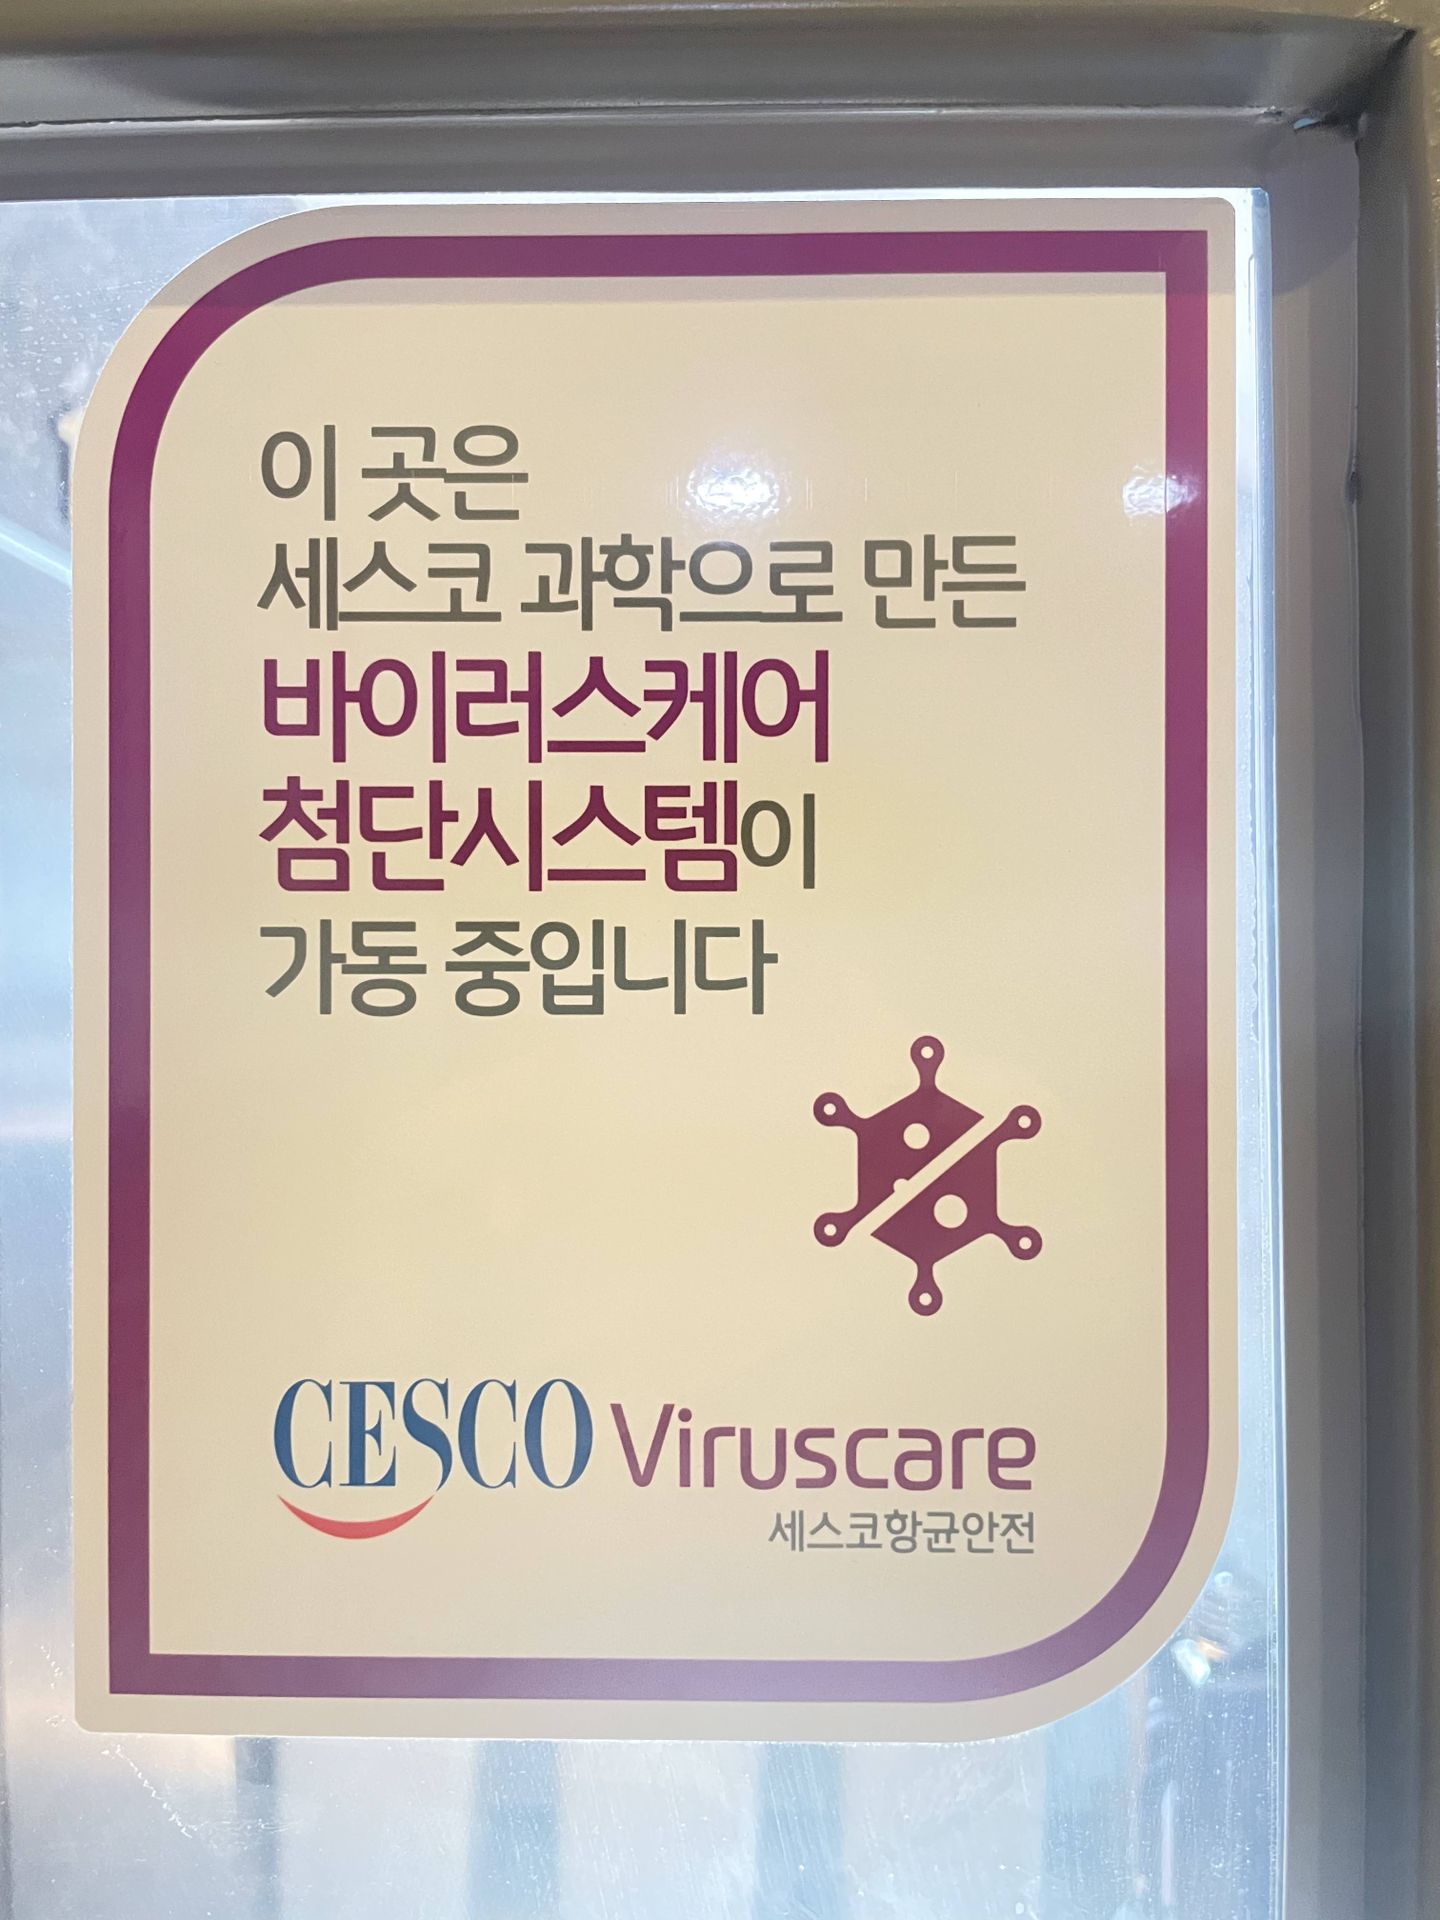 이 곳은
세스코 과학으로 만든
바이러스케어
첨단시스템이
가동 중입니다
CESCO Viruscare
세스코항균안전